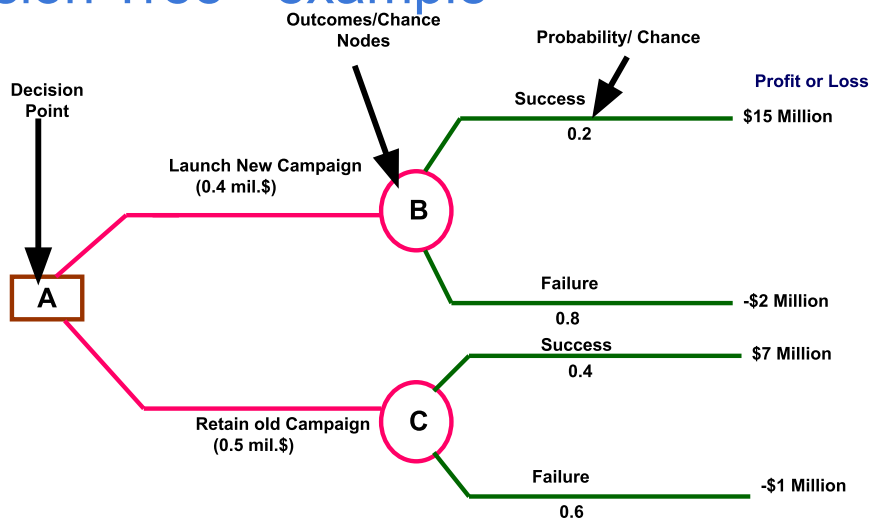 Outcomes/Chance
Nodes
Probability/ Chance
Profit or Loss
Decision
Point
Success
0.2
$15 Million
Launch New Campaign
(0.4 mil.$)
B
A
Failure
0.8
-$2 Million
Success
0.4
$7 Million
C
Retain old Campaign
(0.5 mil.$)
Failure
0.6
-$1 Million